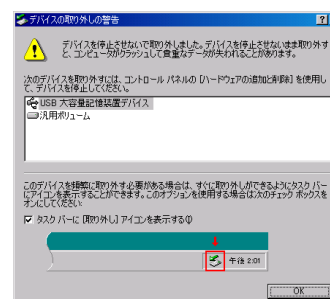 デバイスの取り外しの警告
デバイスを停止させないで取り外しました。デバイスを停止しないまま取り外す
と、コンピュータがクラッシュして貴重なデータが失われることがあります。
次のデバイスを取り外すには、コントロール パネルの [ハードウェアの追加と削除] を使用し
て、デバイスを停止してください。
USB 大容量記憶装置デバイス
汎用ボリューム
このデバイスを頻繁に取り外す必要がある場合は、すぐに取り外しができるようにタスク バー
にアイコンを表示することができます。このオプションを使用する場合は次のチェック ボックスを
オンにしてください:
タスク バーに [取り外し] アイコンを表示する(D)
午後 2:01
OK